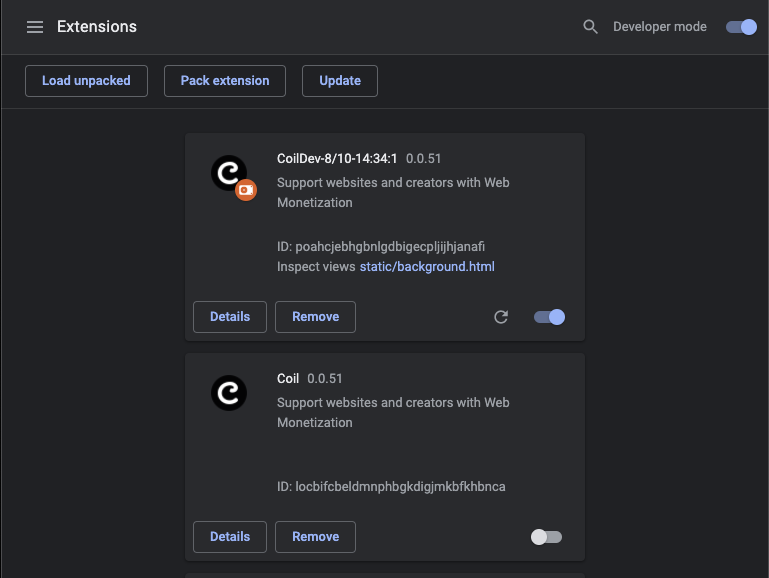 Extensions
Developer mode
Load unpacked
Pack extension
Update
CoilDev-8/10-14:34:1 0.0.51
Support websites and creators with Web
Monetization
ID: poahcjebhgbnlgdbigecpljijhjanafi
Inspect views static/background.html
Details
Remove
Coil 0.0.51
Support websites and creators with Web
Monetization
ID: locbifcbeldmnphbgkdigjmkbfkhbnca
Details
Remove